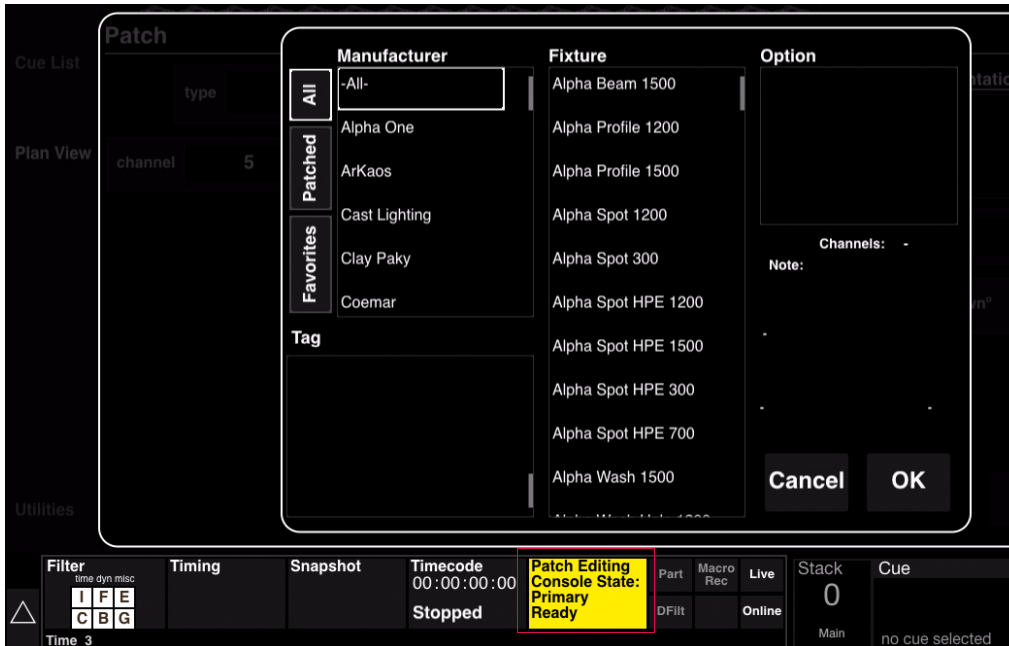 Patch
Cue List
type
Plan View
channel 5
Utilities
Manufacturer
All
Patched
Favorites
-All-
Alpha One
ArKaos
Cast Lighting
Clay Paky
Coemar
Tag
Fixture
Alpha Beam 1500
Alpha Profile 1200
Alpha Profile 1500
Alpha Spot 1200
Alpha Spot 300
Alpha Spot HPE 1200
Alpha Spot HPE 1500
Alpha Spot HPE 300
Alpha Spot HPE 700
Alpha Wash 1500
Option
Channels: -
Note:
-
- -
Cancel OK
Filter
time dyn misc
I F E
C B G
Time 3
Timing
Snapshot
Timecode
00:00:00:00
Stopped
Patch Editing
Console State:
Primary
Ready
Part
Macro
Rec
Live
DFilt
Online
Stack
0
Main
Cue
no cue selected